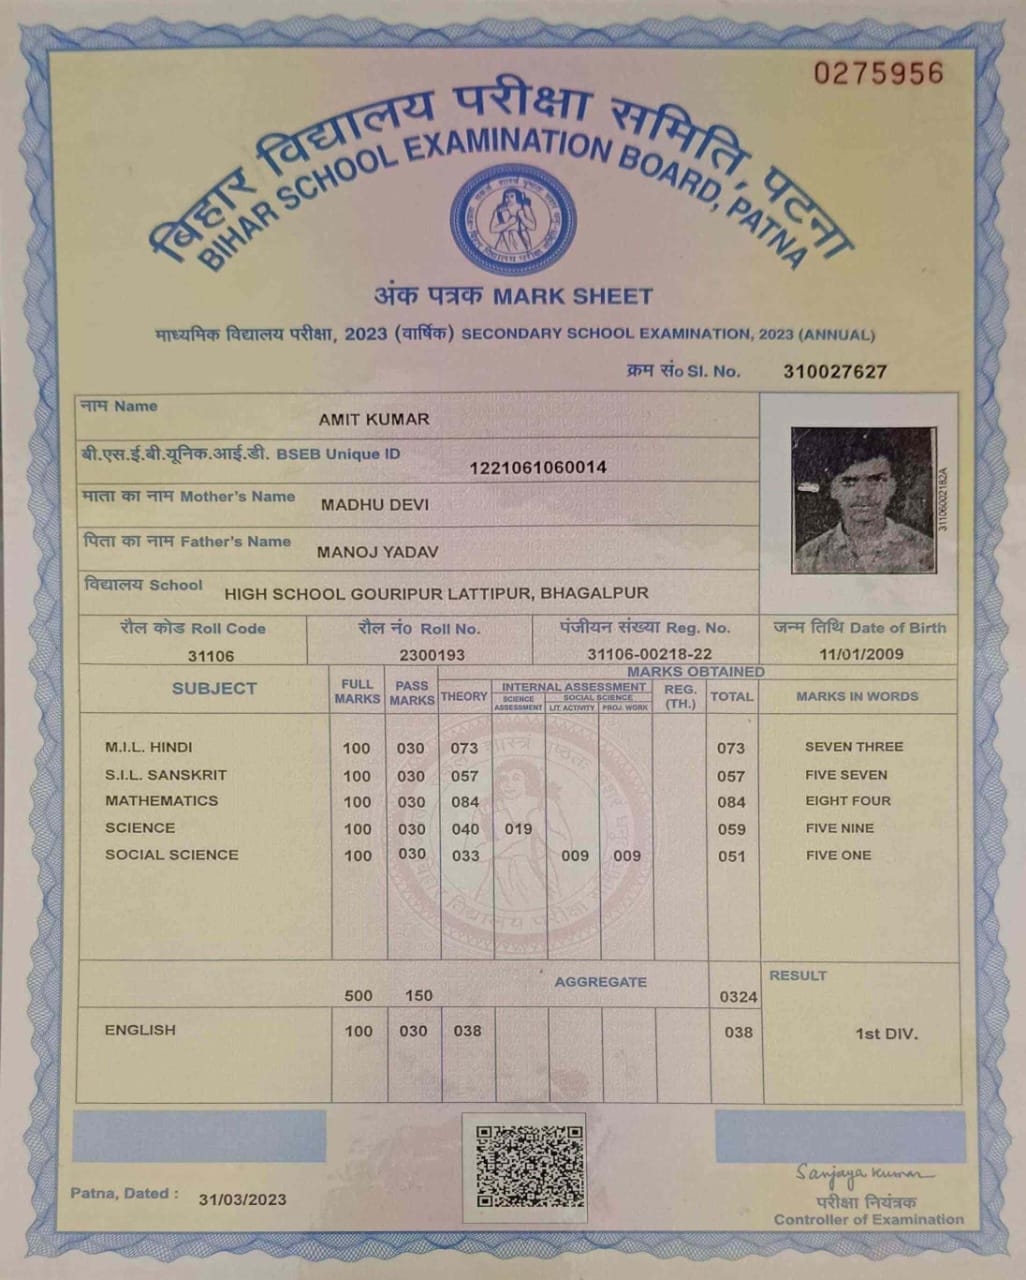 0275956
बिहार विद्यालय परीक्षा समिति, पटना
BIHAR SCHOOL EXAMINATION BOARD, PATNA
अंक पत्रक MARK SHEET
माध्यमिक विद्यालय परीक्षा, 2023 (वार्षिक) SECONDARY SCHOOL EXAMINATION, 2023 (ANNUAL)
क्रम सं० Sl. No. 310027627
नाम Name AMIT KUMAR
बी.एस.ई.बी.यूनिक.आई.डी. BSEB Unique ID 1221061060014
माता का नाम Mother's Name MADHU DEVI
पिता का नाम Father's Name MANOJ YADAV
विद्यालय School HIGH SCHOOL GOURIPUR LATTIPUR, BHAGALPUR
31106002182A
रौल कोड Roll Code रौल नं० Roll No. पंजीयन संख्या Reg. No. जन्म तिथि Date of Birth
31106 2300193 31106-00218-22 11/01/2009
SUBJECT FULL MARKS PASS MARKS MARKS OBTAINED
THEORY INTERNAL ASSESSMENT REG. (TH.) TOTAL MARKS IN WORDS
SCIENCE ASSESSMENT SOCIAL SCIENCE
LIT. ACTIVITY PROJ. WORK
M.I.L. HINDI 100 030 073 073 SEVEN THREE
S.I.L. SANSKRIT 100 030 057 057 FIVE SEVEN
MATHEMATICS 100 030 084 084 EIGHT FOUR
SCIENCE 100 030 040 019 059 FIVE NINE
SOCIAL SCIENCE 100 030 033 009 009 051 FIVE ONE
AGGREGATE RESULT
500 150 0324
ENGLISH 100 030 038 038 1st DIV.
Patna, Dated : 31/03/2023
Sanjaya Kumar
परीक्षा नियंत्रक
Controller of Examination